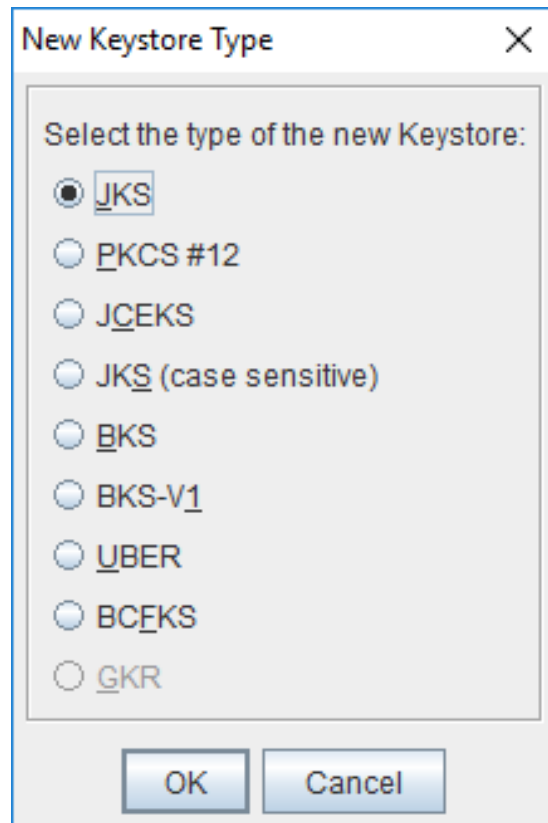 New Keystore Type
Select the type of the new Keystore:
JKS
PKCS #12
JCEKS
JKS (case sensitive)
BKS
BKS-V1
UBER
BCFKS
GKR
OK Cancel